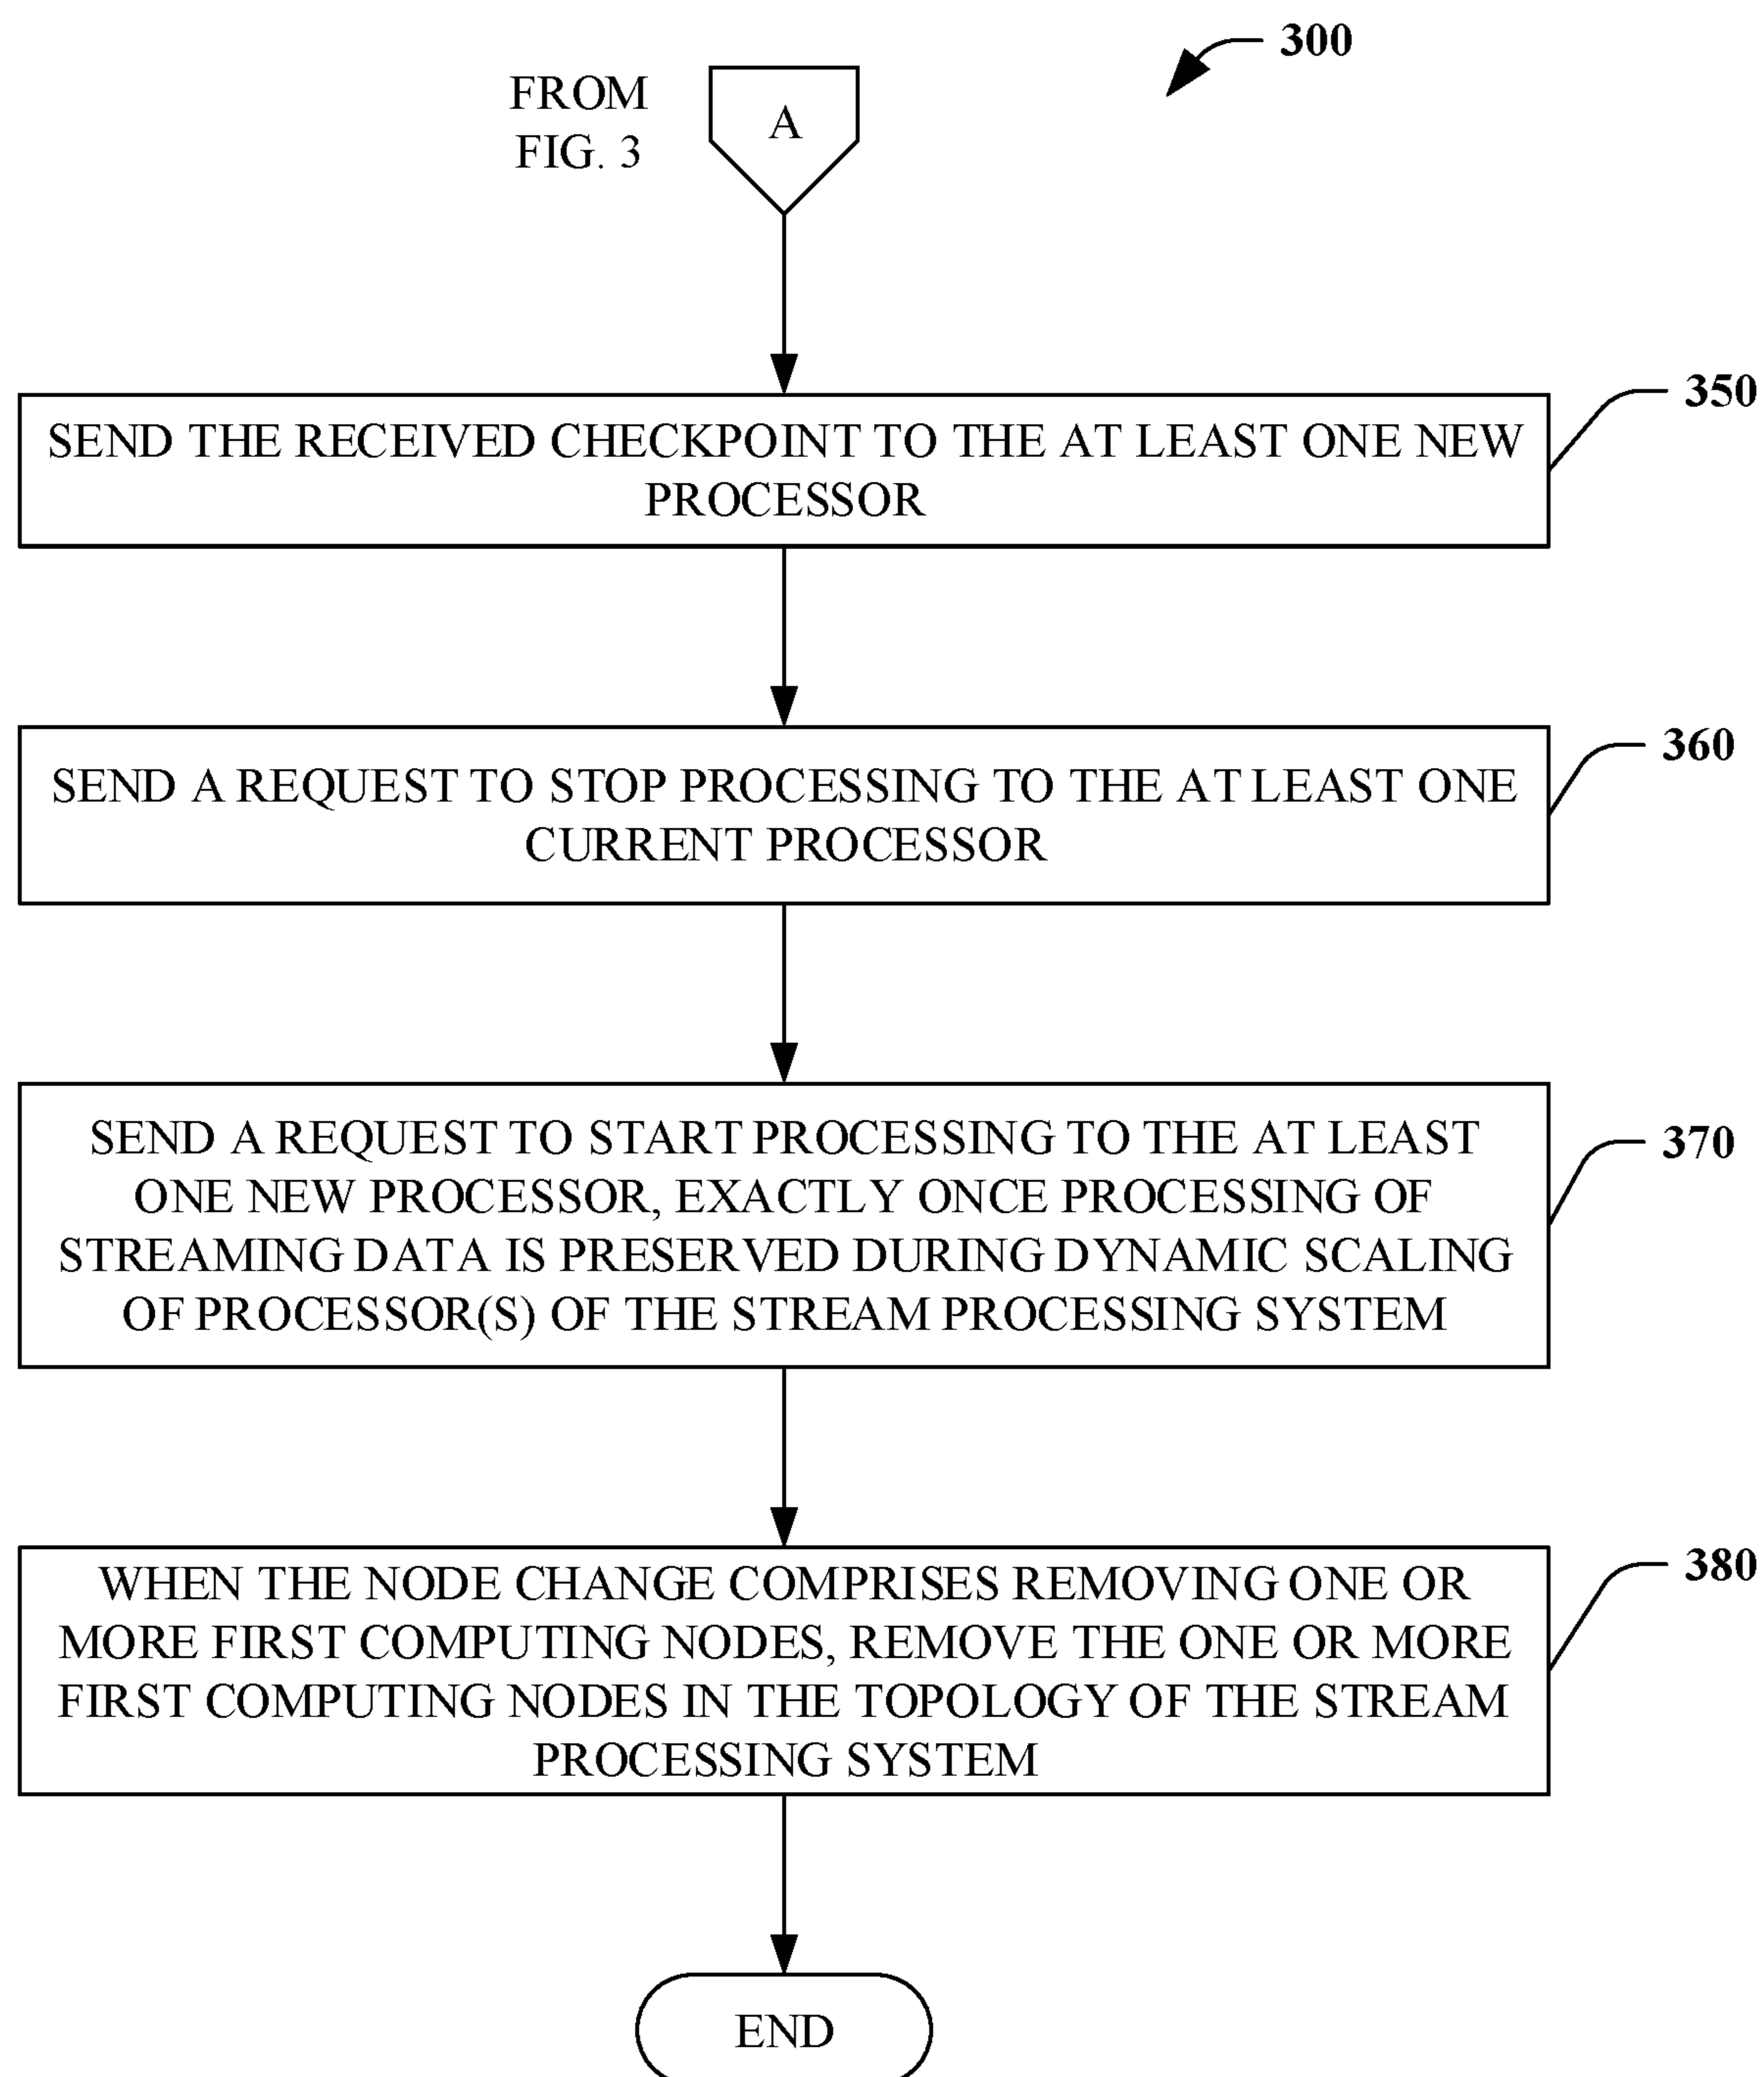 300
FROM
FIG. 3
A
350
SEND THE RECEIVED CHECKPOINT TO THE AT LEAST ONE NEW
PROCESSOR
360
SEND A REQUEST TO STOP PROCESSING TO THE AT LEAST ONE
CURRENT PROCESSOR
370
SEND A REQUEST TO START PROCESSING TO THE AT LEAST
ONE NEW PROCESSOR, EXACTLY ONCE PROCESSING OF
STREAMING DATA IS PRESERVED DURING DYNAMIC SCALING
OF PROCESSOR(S) OF THE STREAM PROCESSING SYSTEM
380
WHEN THE NODE CHANGE COMPRISES REMOVING ONE OR
MORE FIRST COMPUTING NODES, REMOVE THE ONE OR MORE
FIRST COMPUTING NODES IN THE TOPOLOGY OF THE STREAM
PROCESSING SYSTEM
END